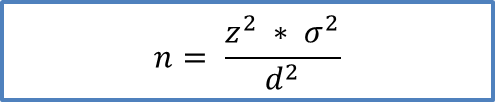 n = z² * σ² / d²